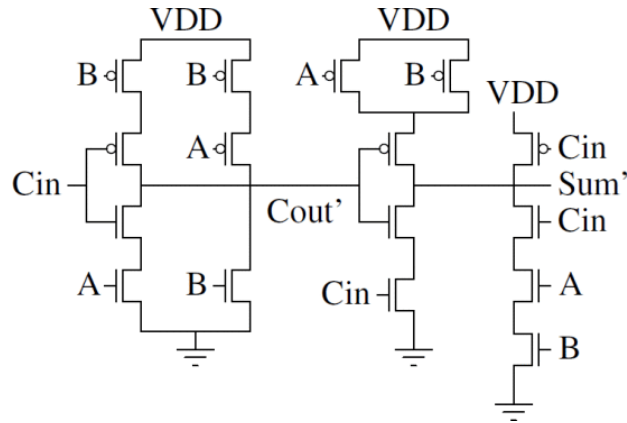 VDD VDD
B B A B
VDD
A Cin
Cin Sum'
Cout' Cin
A B Cin A
B